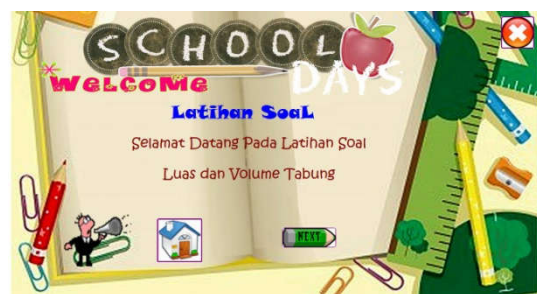 SCHOOL
DAYS
WELCOME
Latihan Soal
Selamat Datang Pada Latihan Soal
Luas dan Volume Tabung
NEXT